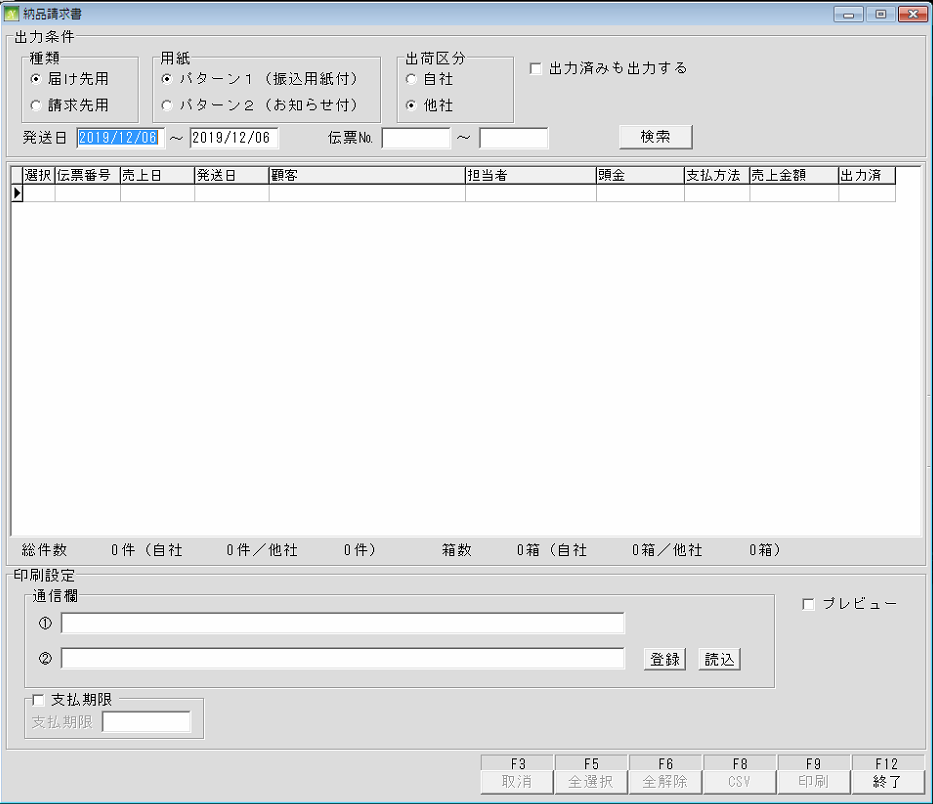 納品請求書
出力条件
種類 用紙 出荷区分
届け先用 パターン1（振込用紙付） 自社 出力済みも出力する
請求先用 パターン2（お知らせ付） 他社
発送日 2019/12/06 ～ 2019/12/06 伝票№ ～ 検索
選択 伝票番号 売上日 発送日 顧客 担当者 頭金 支払方法 売上金額 出力済
総件数 0件（自社 0件／他社 0件） 箱数 0箱（自社 0箱／他社 0箱）
印刷設定
通信欄
① プレビュー
② 登録 読込
支払期限
支払期限
F3 F5 F6 F8 F9 F12
取消 全選択 全解除 CSV 印刷 終了